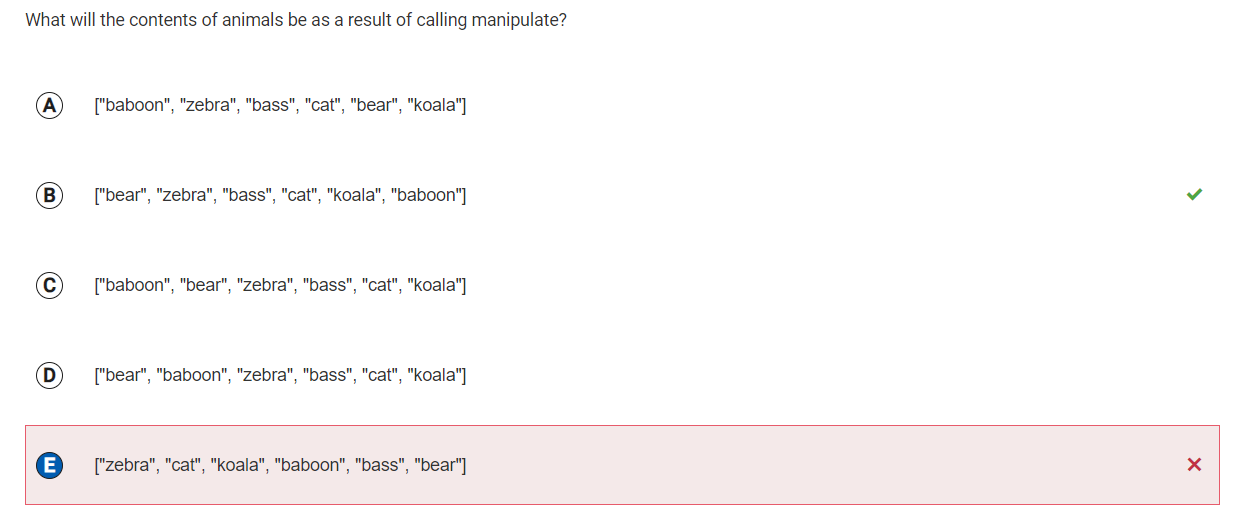 What will the contents of animals be as a result of calling manipulate?
A ["baboon", "zebra", "bass", "cat", "bear", "koala"]
B ["bear", "zebra", "bass", "cat", "koala", "baboon"]
C ["baboon", "bear", "zebra", "bass", "cat", "koala"]
D ["bear", "baboon", "zebra", "bass", "cat", "koala"]
E ["zebra", "cat", "koala", "baboon", "bass", "bear"]